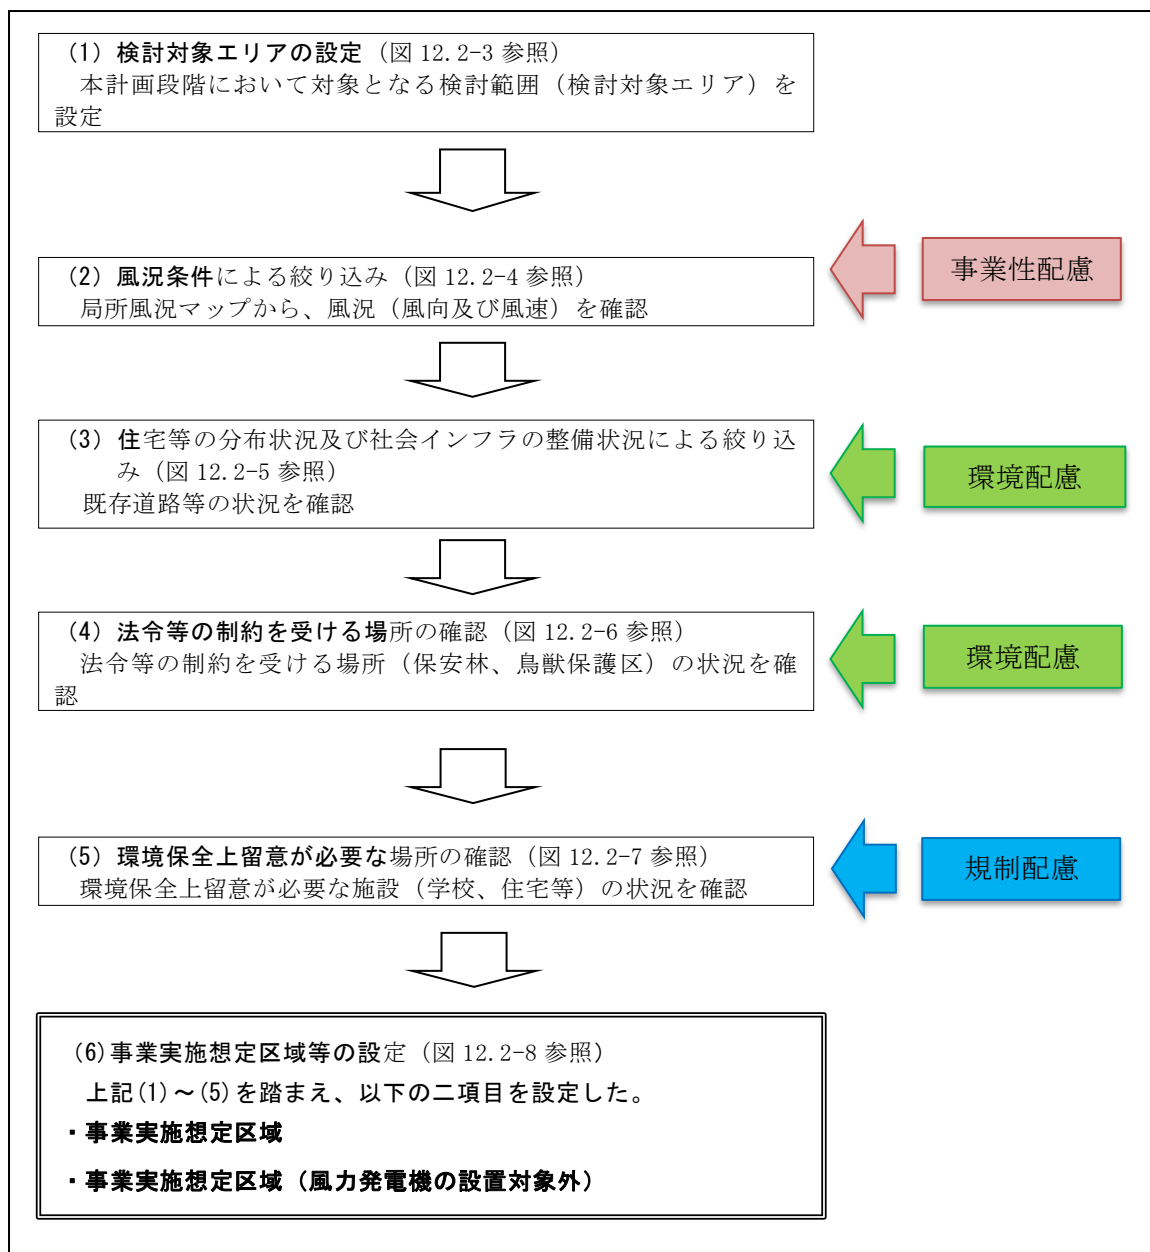 (1) 検討対象エリアの設定（図 12.2-3 参照）
本計画段階において対象となる検討範囲（検討対象エリア）を
設定
(2) 風況条件による絞り込み（図 12.2-4 参照）
局所風況マップから、風況（風向及び風速）を確認
事業性配慮
(3) 住宅等の分布状況及び社会インフラの整備状況による絞り込
み（図 12.2-5 参照）
既存道路等の状況を確認
環境配慮
(4) 法令等の制約を受ける場所の確認（図 12.2-6 参照）
法令等の制約を受ける場所（保安林、鳥獣保護区）の状況を確
認
環境配慮
(5) 環境保全上留意が必要な場所の確認（図 12.2-7 参照）
環境保全上留意が必要な施設（学校、住宅等）の状況を確認
規制配慮
(6)事業実施想定区域等の設定（図 12.2-8 参照）
上記(1)～(5)を踏まえ、以下の二項目を設定した。
・事業実施想定区域
・事業実施想定区域（風力発電機の設置対象外）